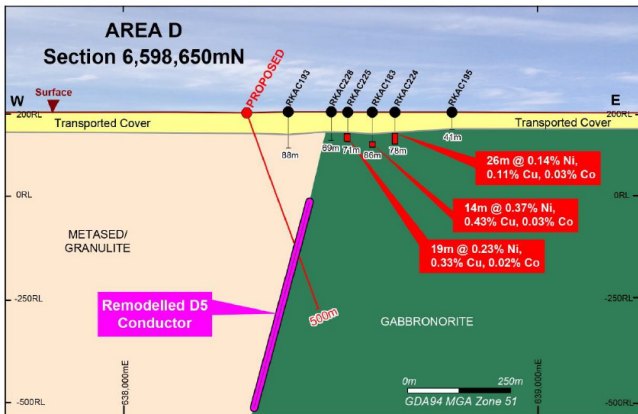 AREA D
Section 6,598,650mN
PROPOSED
RKAC193
RKAC226
RKAC225
RKAC183
RKAC224
RKAC195
W
E
Surface
200RL
200RL
Transported Cover
Transported Cover
88m
89m
71m
86m
78m
41m
26m @ 0.14% Ni,
0.11% Cu, 0.03% Co
14m @ 0.37% Ni,
0.43% Cu, 0.03% Co
19m @ 0.23% Ni,
0.33% Cu, 0.02% Co
0RL
0RL
METASED/
GRANULITE
-250RL
-250RL
Remodelled D5
Conductor
500m
GABBRONORITE
0m
250m
GDA94 MGA Zone 51
-500RL
-500RL
638,000mE
639,000mE